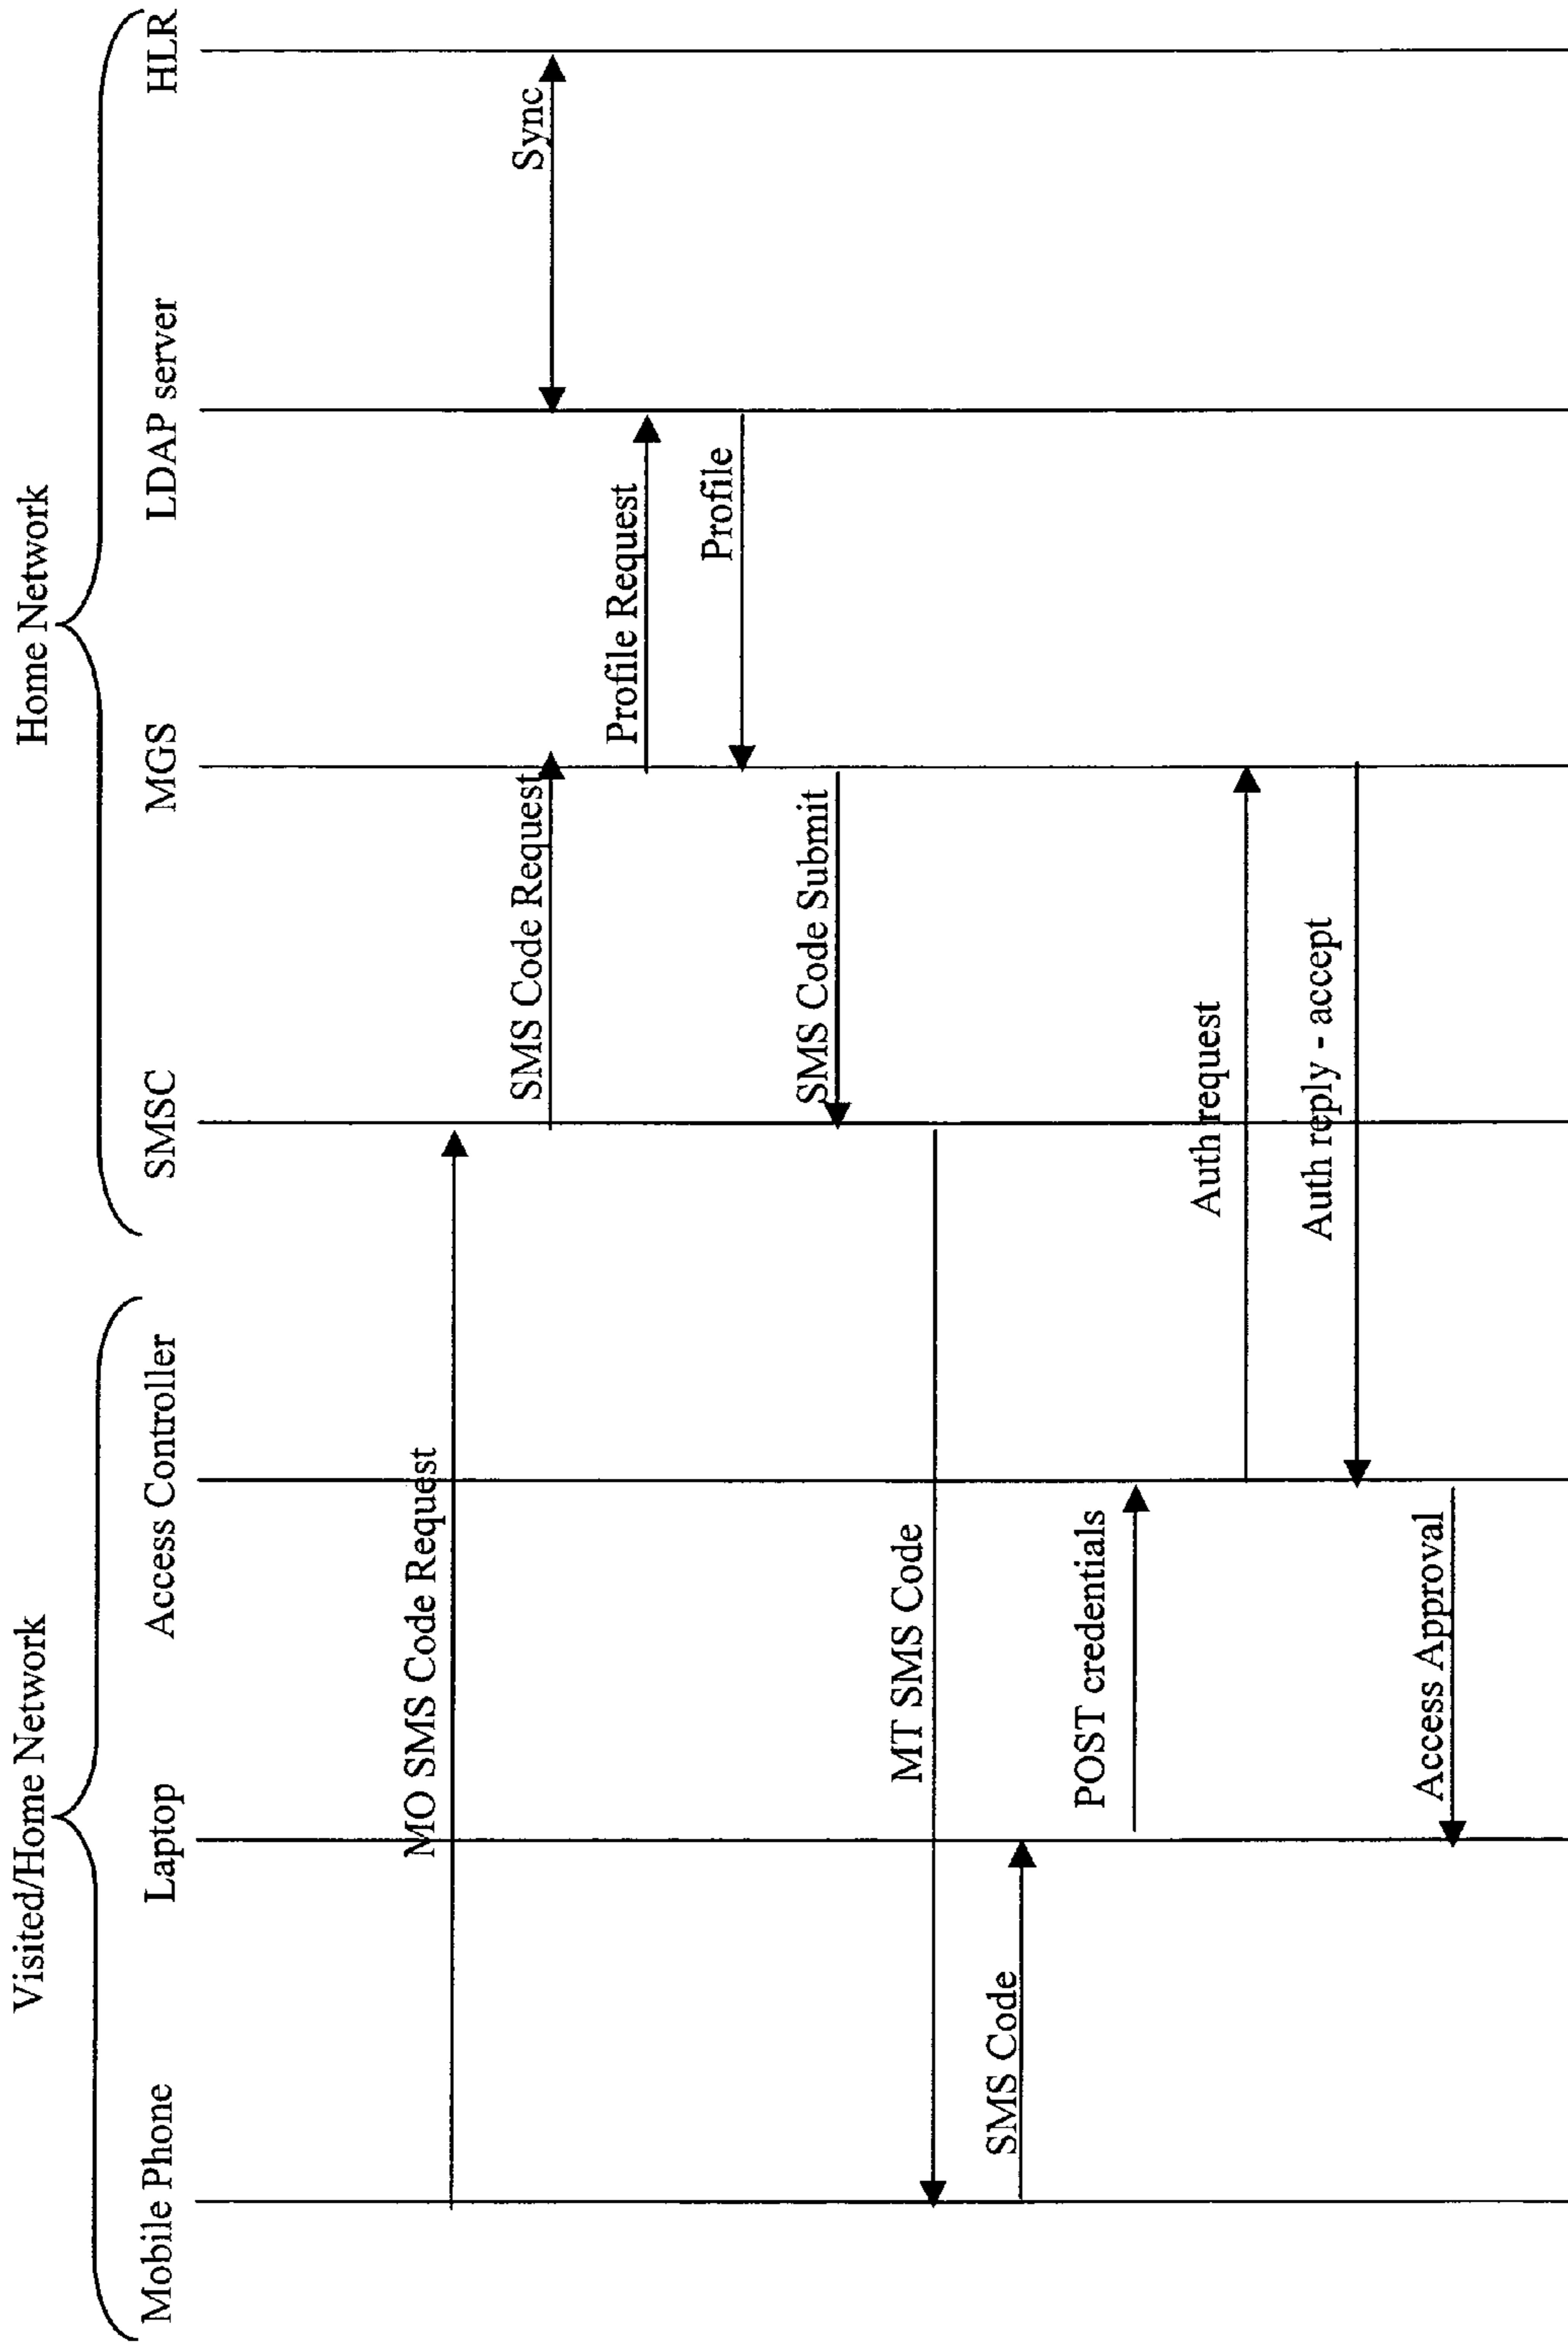 Visited/Home Network
Home Network
Mobile Phone
Laptop
Access Controller
SMSC
MGS
LDAP server
HLR
MO SMS Code Request
SMS Code Request
Sync
Profile Request
Profile
SMS Code Submit
MT SMS Code
SMS Code
POST credentials
Auth request
Auth reply - accept
Access Approval